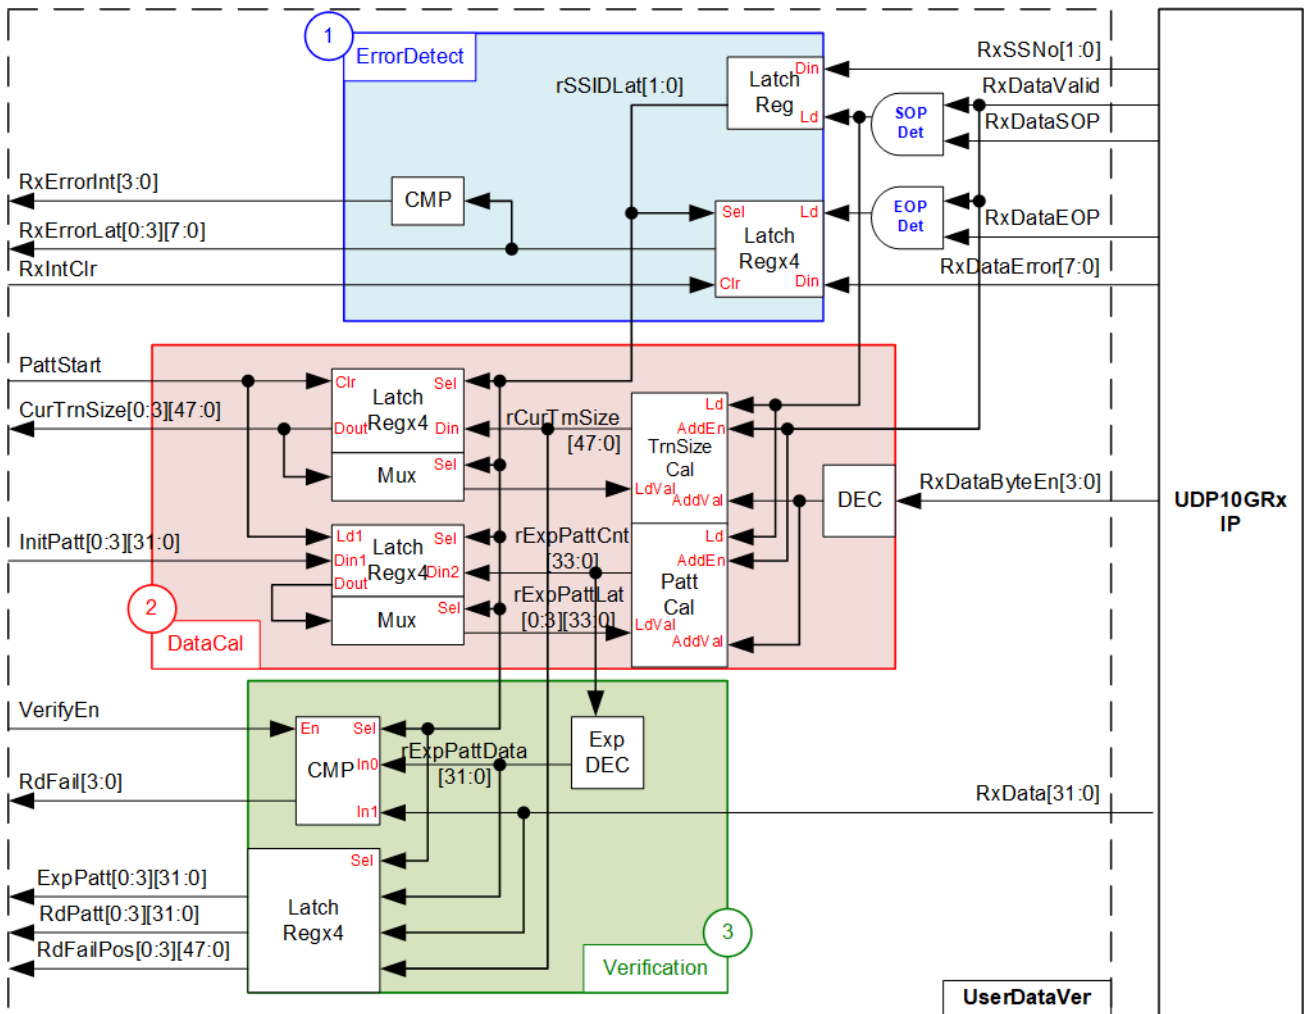 1
ErrorDetect
RxSSNo[1:0]
Din
Latch
Reg
Ld
rSSIDLat[1:0]
RxDataValid
SOP
Det
RxDataSOP
RxErrorInt[3:0]
CMP
EOP
Det
RxDataEOP
Sel
Ld
Latch
Regx4
Clr
Din
RxErrorLat[0:3][7:0]
RxIntClr
RxDataError[7:0]
PattStart
Clr
Sel
Latch
Regx4
Dout
Din
CurTrnSize[0:3][47:0]
rCurTrnSize
[47:0]
Ld
AddEn
TrnSize
Cal
LdVal
AddVal
Sel
Mux
DEC
RxDataByteEn[3:0]
UDP10GRx
IP
InitPatt[0:3][31:0]
Ld1
Sel
Latch
Din1
Regx4
Din2
Dout
rExpPattCnt
[33:0]
Ld
AddEn
Patt
Cal
LdVal
AddVal
rExpPattLat
[0:3][33:0]
Sel
Mux
2
DataCal
VerifyEn
En
Sel
CMP
In0
In1
rExpPattData
[31:0]
Exp
DEC
RdFail[3:0]
RxData[31:0]
Sel
Latch
Regx4
ExpPatt[0:3][31:0]
RdPatt[0:3][31:0]
RdFailPos[0:3][47:0]
3
Verification
UserDataVer